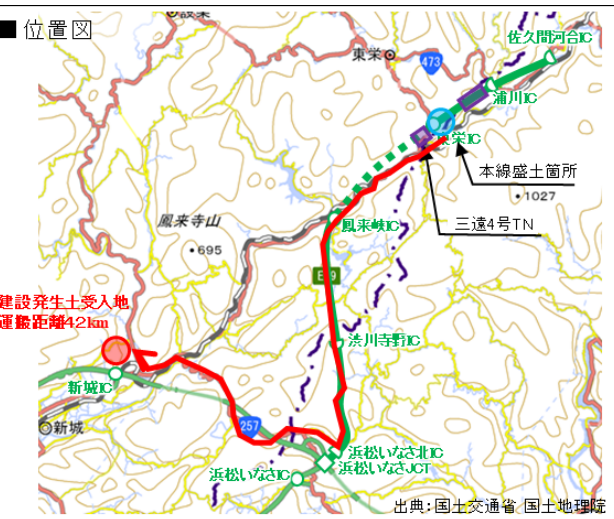 ■位置図
佐久間河合IC
東栄
473
浦川IC
東栄IC
本線盛土箇所
・1027
三遠4号TN
鳳来寺山
・695
鳳来峡IC
E69
建設発生土受入地
運搬距離42km
渋川寺野IC
新城IC
257
新城
浜松いなさ北IC
浜松いなさJCT
浜松いなさIC
出典:国土交通省 国土地理院